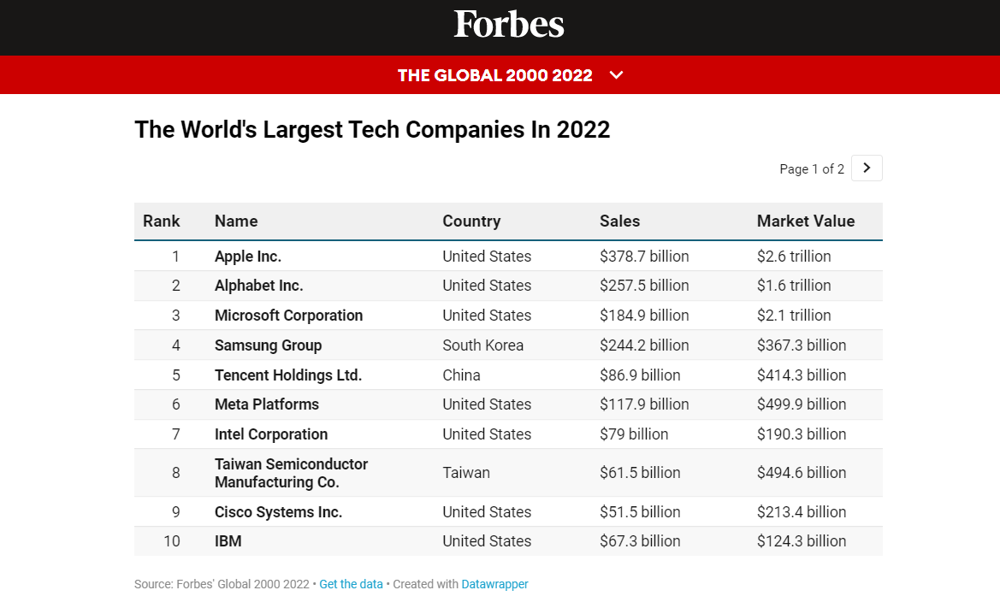 Forbes
THE GLOBAL 2000 2022
The World's Largest Tech Companies In 2022
Page 1 of 2
Rank Name Country Sales Market Value
1 Apple Inc. United States $378.7 billion $2.6 trillion
2 Alphabet Inc. United States $257.5 billion $1.6 trillion
3 Microsoft Corporation United States $184.9 billion $2.1 trillion
4 Samsung Group South Korea $244.2 billion $367.3 billion
5 Tencent Holdings Ltd. China $86.9 billion $414.3 billion
6 Meta Platforms United States $117.9 billion $499.9 billion
7 Intel Corporation United States $79 billion $190.3 billion
8 Taiwan Semiconductor
Manufacturing Co. Taiwan $61.5 billion $494.6 billion
9 Cisco Systems Inc. United States $51.5 billion $213.4 billion
10 IBM United States $67.3 billion $124.3 billion
Source: Forbes' Global 2000 2022 • Get the data • Created with Datawrapper